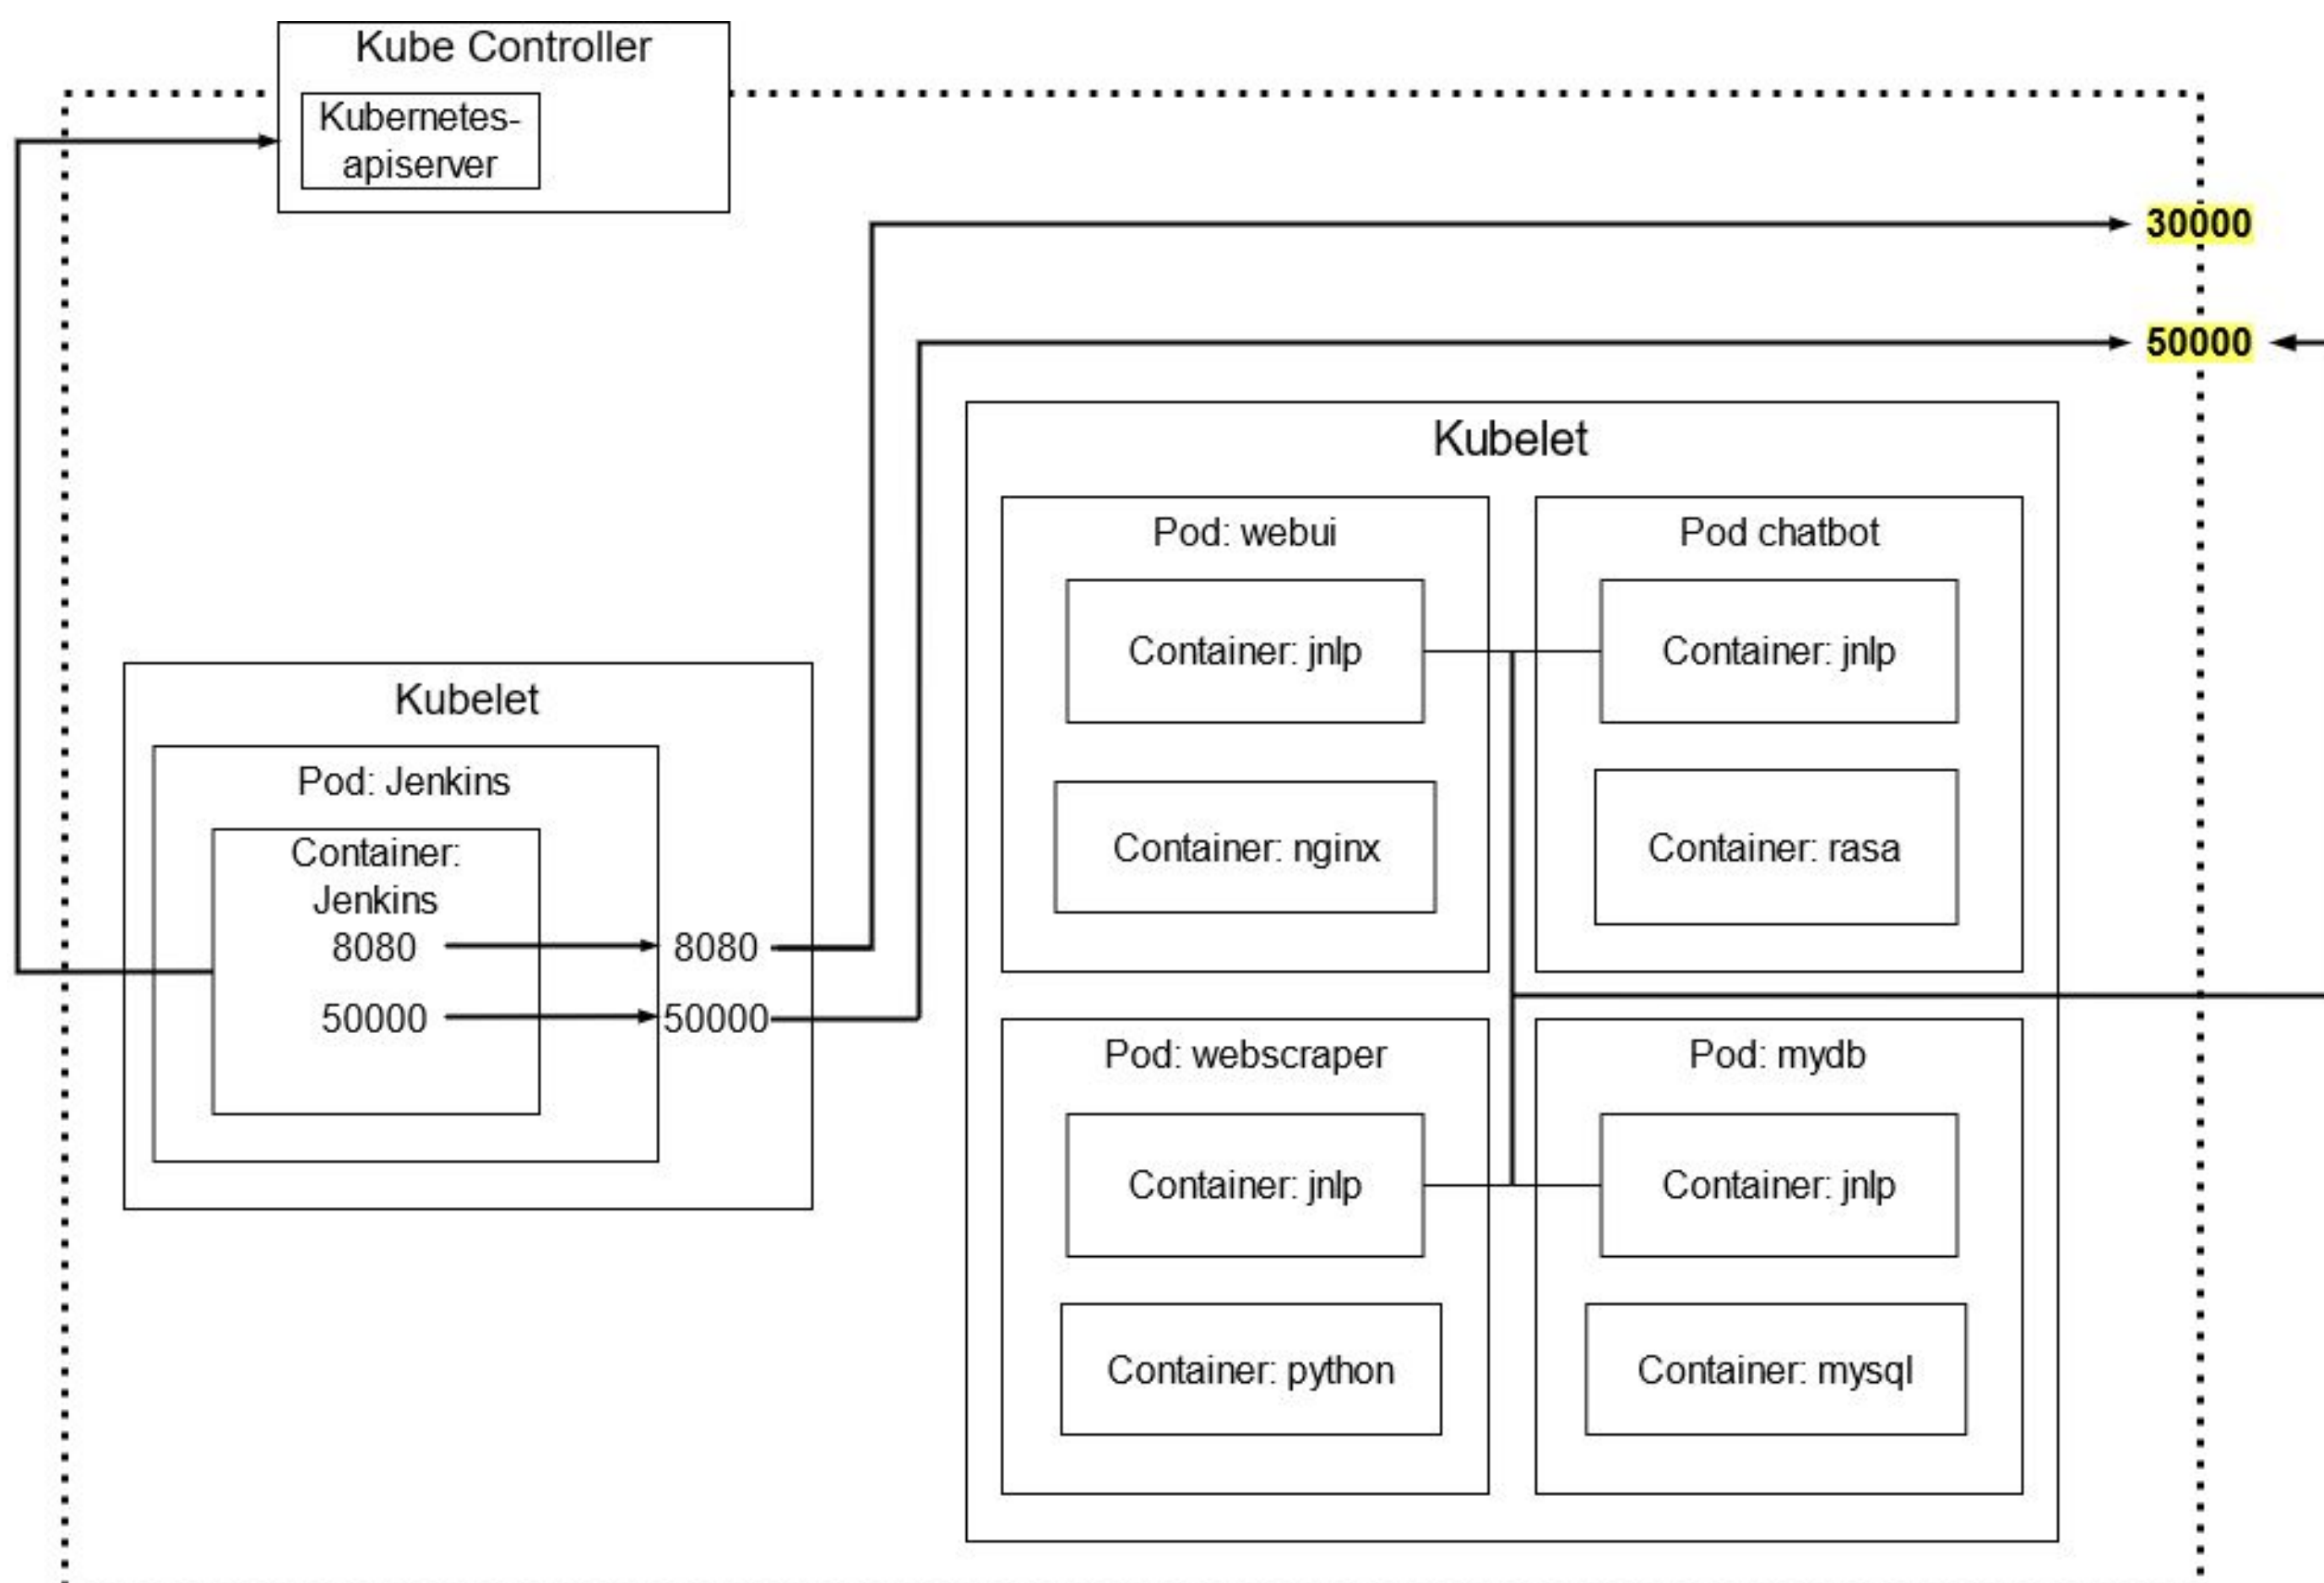 Kube Controller
Kubernetes-
apiserver
30000
50000
Kubelet
Pod: webui
Container: jnlp
Container: nginx
Pod chatbot
Container: jnlp
Container: rasa
Pod: webscraper
Container: jnlp
Container: python
Pod: mydb
Container: jnlp
Container: mysql
Kubelet
Pod: Jenkins
Container:
Jenkins
8080
8080
50000
50000